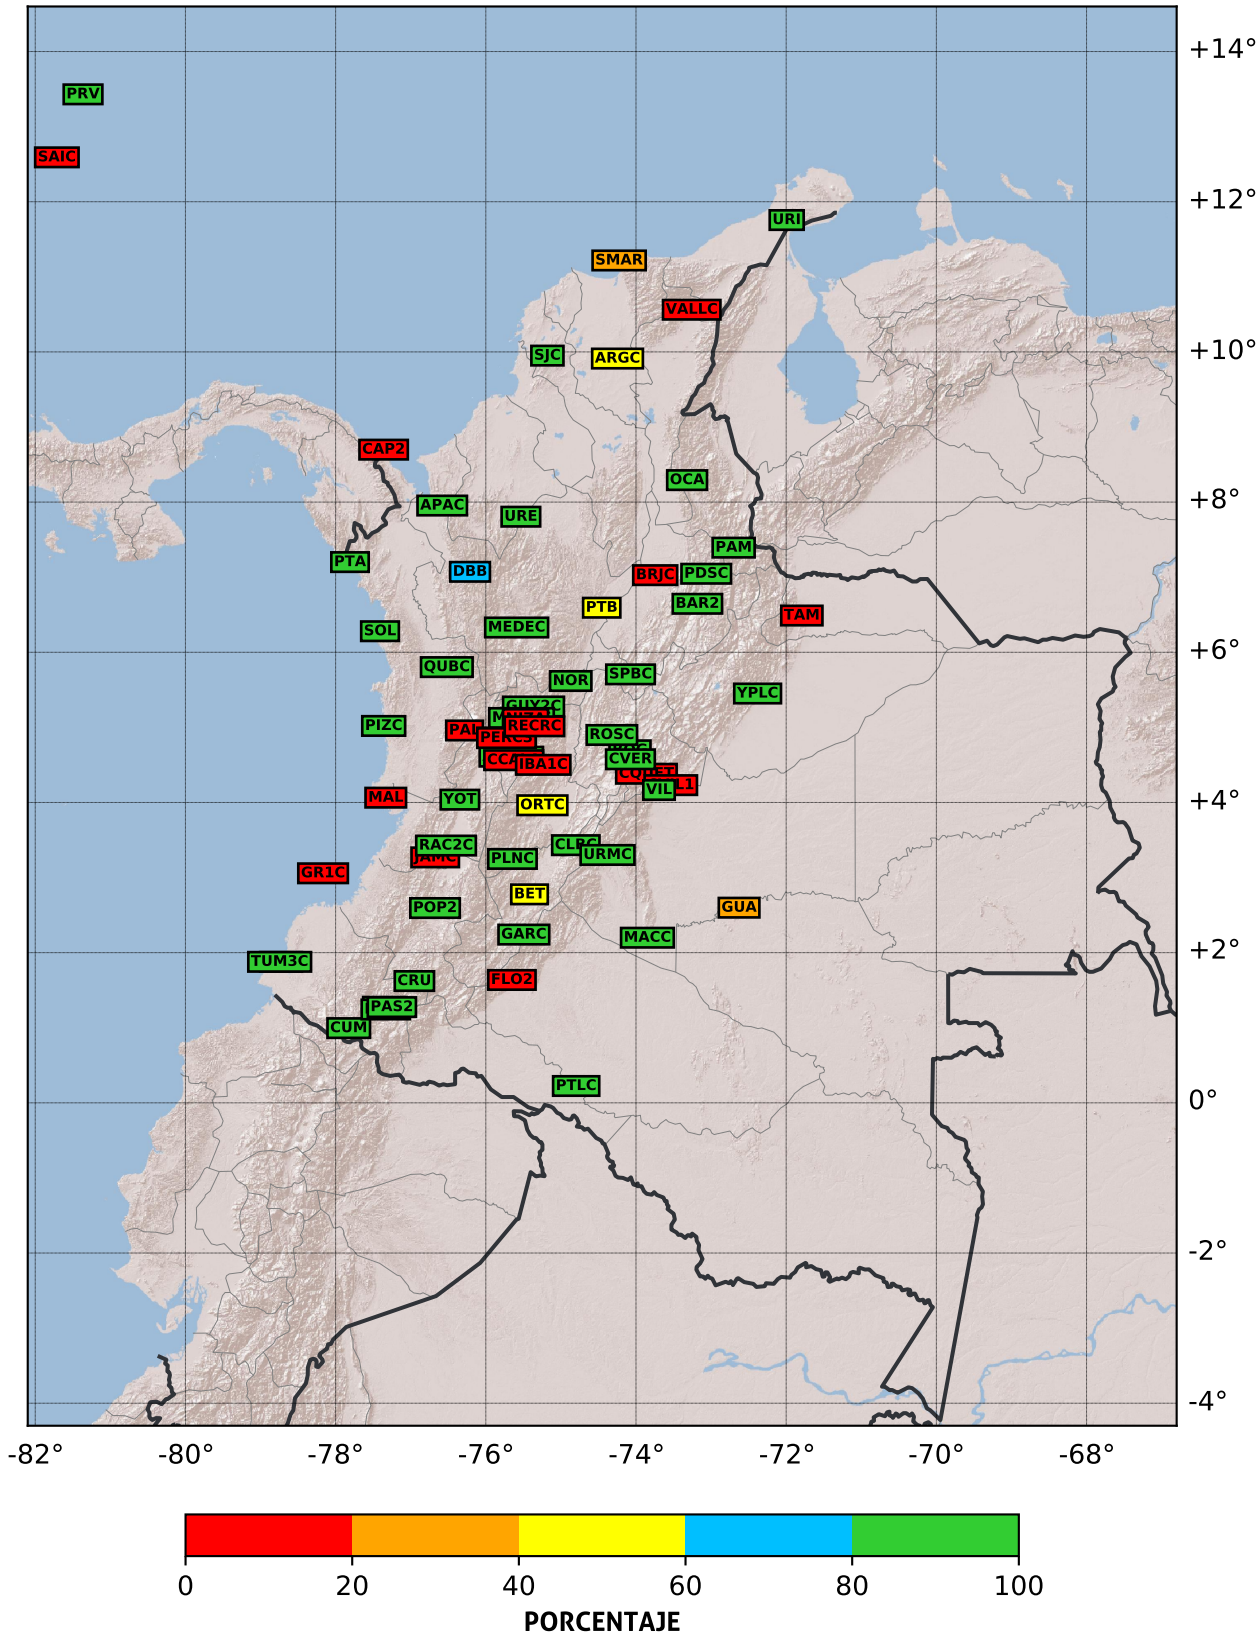 +14°
PRV
SAIC
+12°
URI
SMAR
VALLC
+10°
SJC
ARGC
CAP2
OCA
+8°
APAC
URE
PAM
PTA
DBB
BRJC
PDSC
PTB
BAR2
TAM
MEDEC
SOL
+6°
QUBC
SPBC
NOR
YPLC
GUY2C
PIZC
RECRC
PAL
ROSC
PERC
CVER
IBA1C
VIL
MAL
YOT
ORTC
+4°
RAC2C
URMC
PLNC
GR1C
BET
POP2
GUA
GARC
MACC
+2°
TUM3C
CRU
FLO2
PAS2
CUM
PTLC
0°
-2°
-4°
-82° -80° -78° -76° -74° -72° -70° -68°
0 20 40 60 80 100
PORCENTAJE